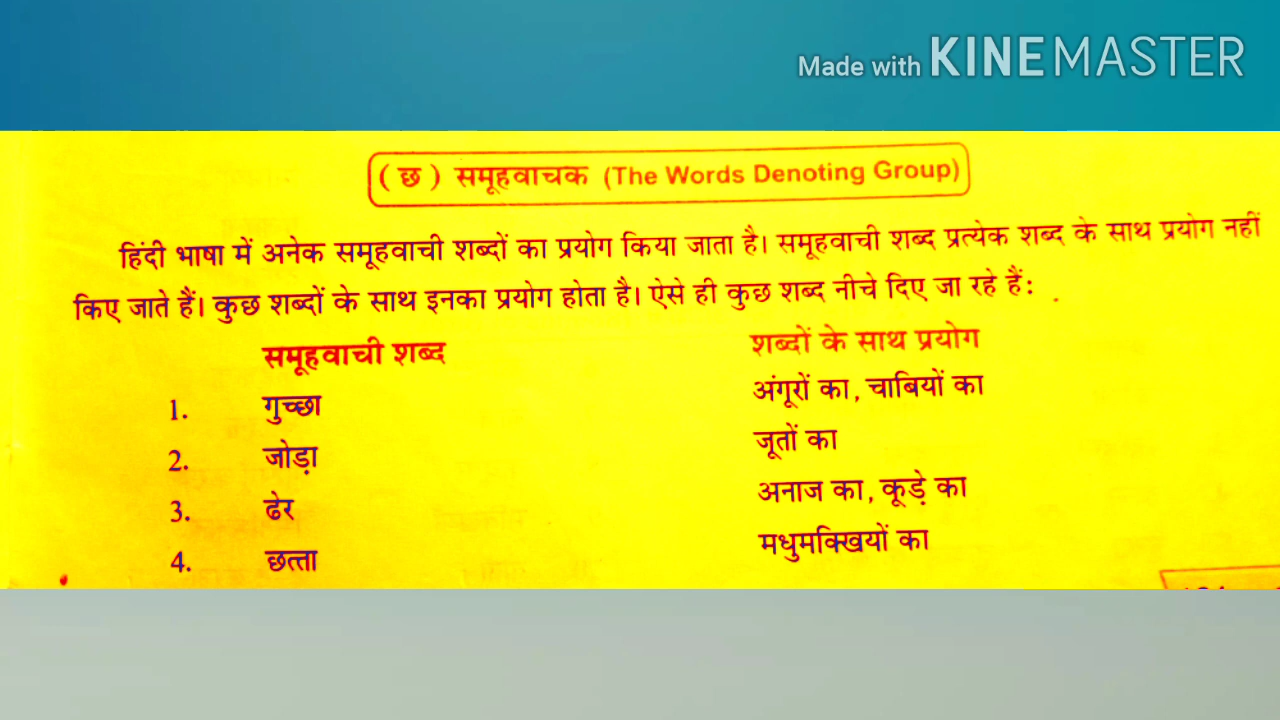 Made with KINEMASTER
( छ ) समूहवाचक (The Words Denoting Group)
हिंदी भाषा में अनेक समूहवाची शब्दों का प्रयोग किया जाता है। समूहवाची शब्द प्रत्येक शब्द के साथ प्रयोग नहीं
किए जाते हैं। कुछ शब्दों के साथ इनका प्रयोग होता है। ऐसे ही कुछ शब्द नीचे दिए जा रहे हैं:
समूहवाची शब्द शब्दों के साथ प्रयोग
1. गुच्छा अंगूरों का, चाबियों का
2. जोड़ा जूतों का
3. ढेर अनाज का, कूड़े का
4. छत्ता मधुमक्खियों का